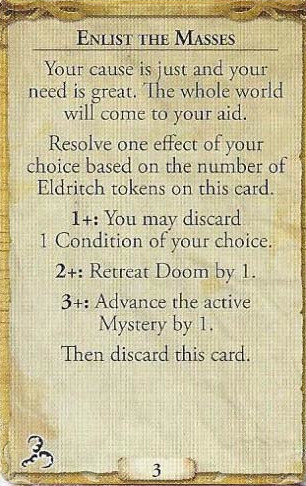 ENLIST THE MASSES
Your cause is just and your
need is great. The whole world
will come to your aid.
Resolve one effect of your
choice based on the number of
Eldritch tokens on this card.
1+: You may discard
1 Condition of your choice.
2+: Retreat Doom by 1.
3+: Advance the active
Mystery by 1.
Then discard this card.
3